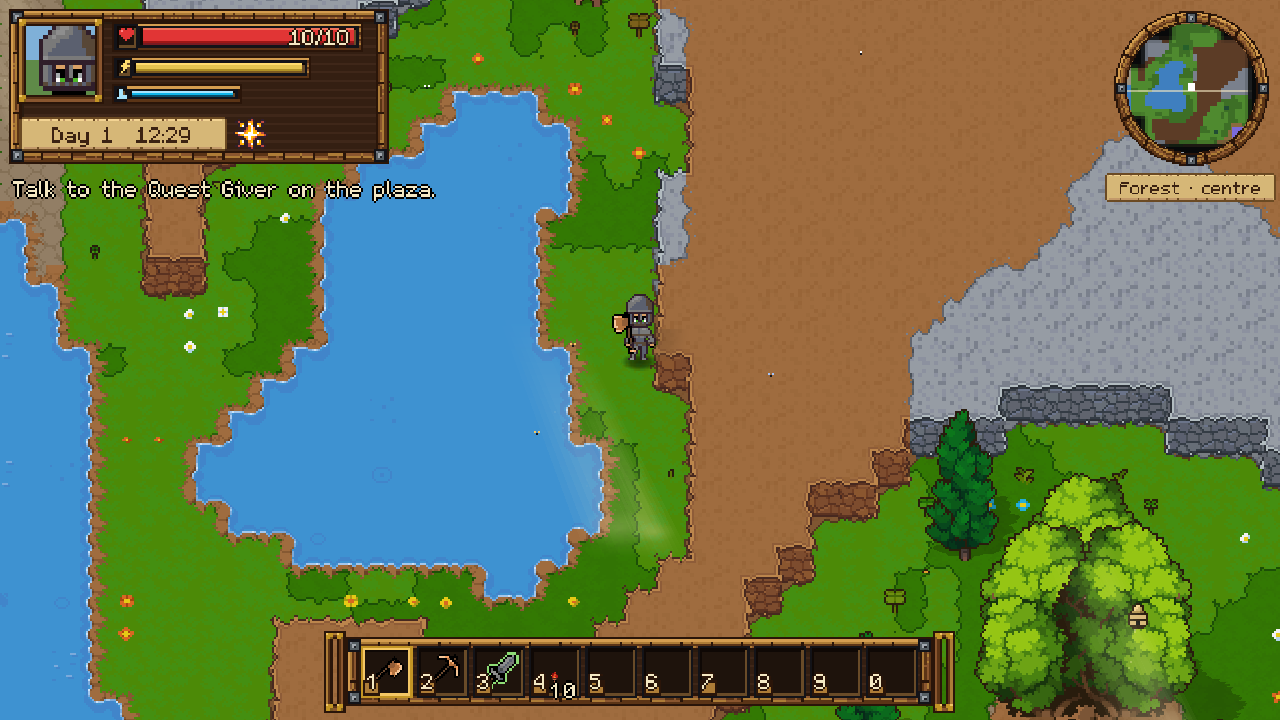 10/10
Day 1 12:29
Talk to the Quest Giver on the plaza.
Forest · centre
1 2 3 4 10 5 6 7 8 9 0